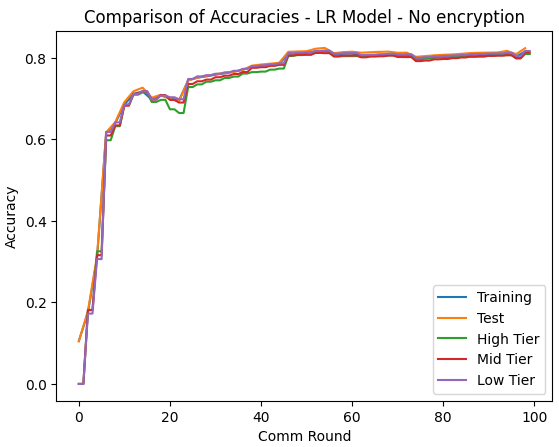 Comparison of Accuracies - LR Model - No encryption
0.8
0.6
0.4
0.2
0.0
Accuracy
0
20
40
60
80
100
Comm Round
Training
Test
High Tier
Mid Tier
Low Tier